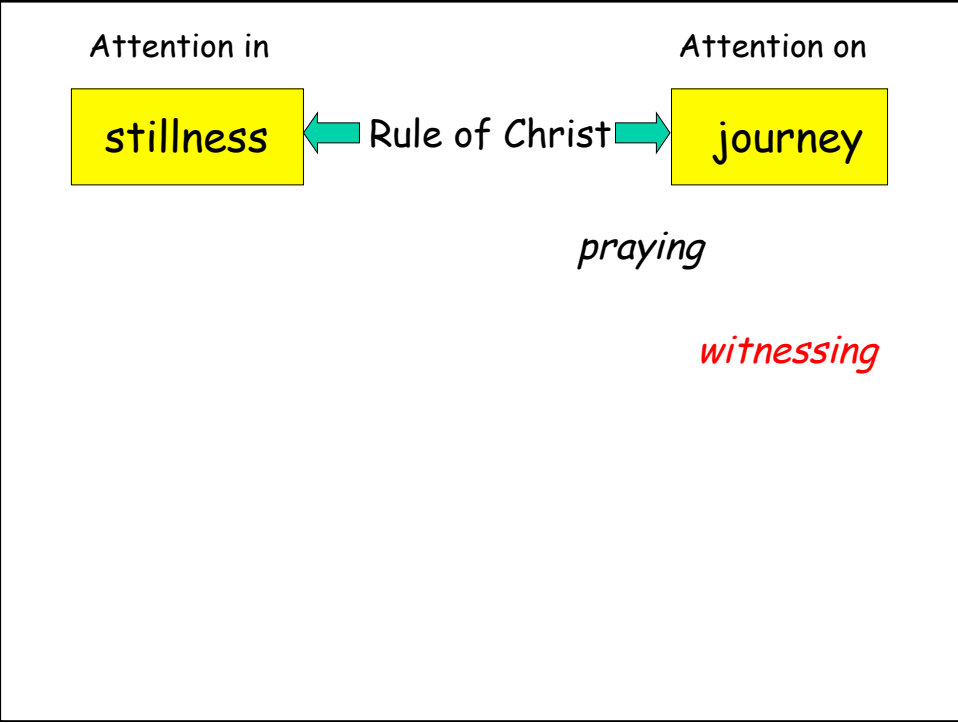 Attention in
Attention on
stillness
Rule of Christ
journey
praying
witnessing